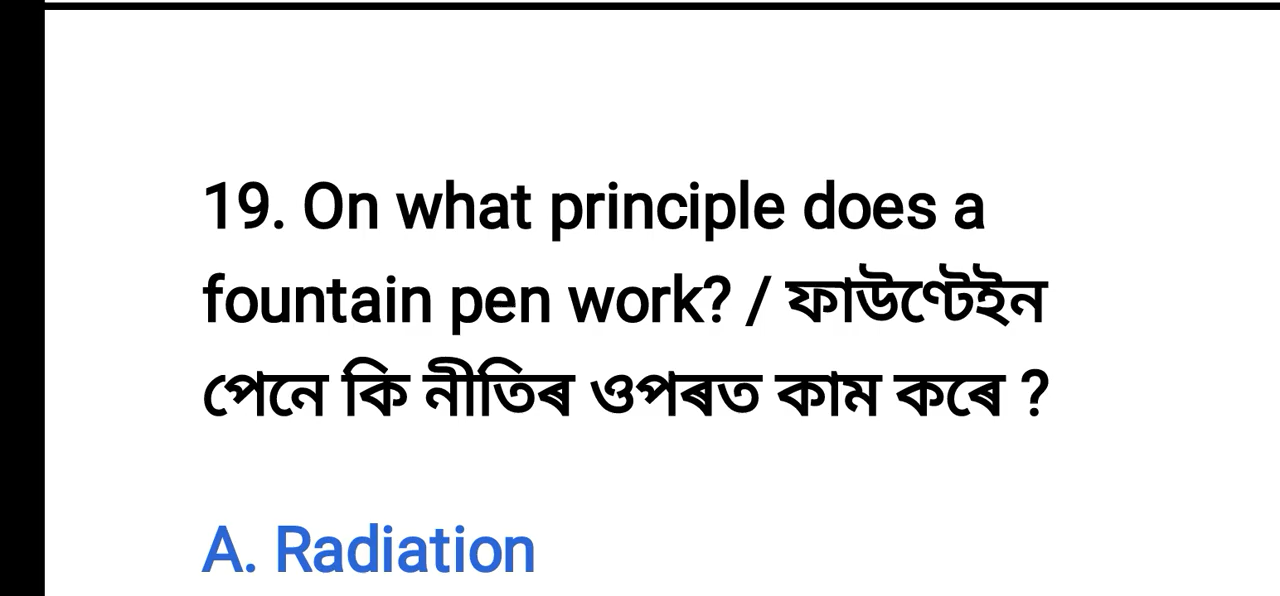 19. On what principle does a
fountain pen work? / ফাউণ্টেইন
পেনে কি নীতিৰ ওপৰত কাম কৰে ?
A. Radiation